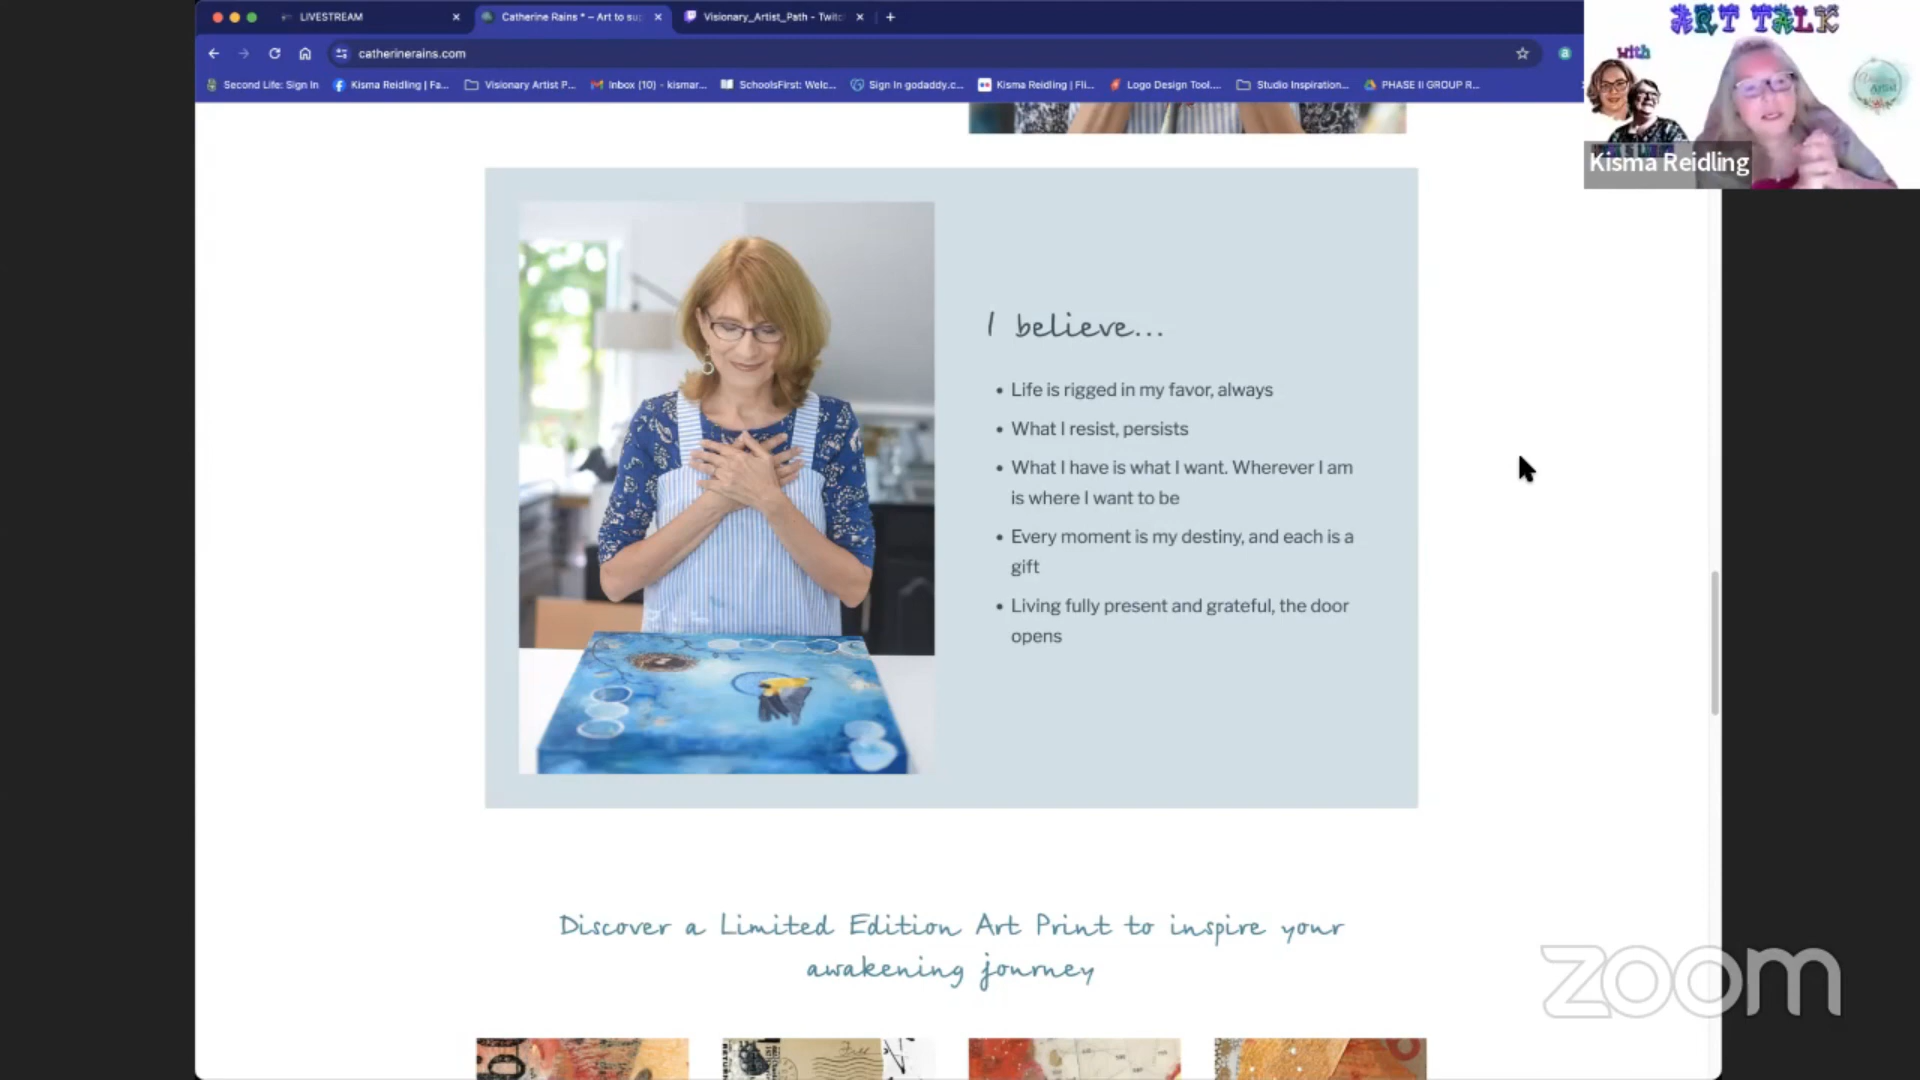 LIVESTREAM
Catherine Rains * – Art to su
Visionary_Artist_Path - Twitc
catherinerains.com
Second Life: Sign In
Kisma Reidling | Fa...
Visionary Artist P...
Inbox (10) - kismar...
SchoolsFirst: Welc...
Sign In godaddy.c...
Kisma Reidling | Fli...
Logo Design Tool....
Studio Inspiration...
PHASE II GROUP R...
ART TALK
with
Artist
Kisma Reidling
I believe...
• Life is rigged in my favor, always
• What I resist, persists
• What I have is what I want. Wherever I am
is where I want to be
• Every moment is my destiny, and each is a
gift
• Living fully present and grateful, the door
opens
Discover a Limited Edition Art Print to inspire your
awakening journey
zoom